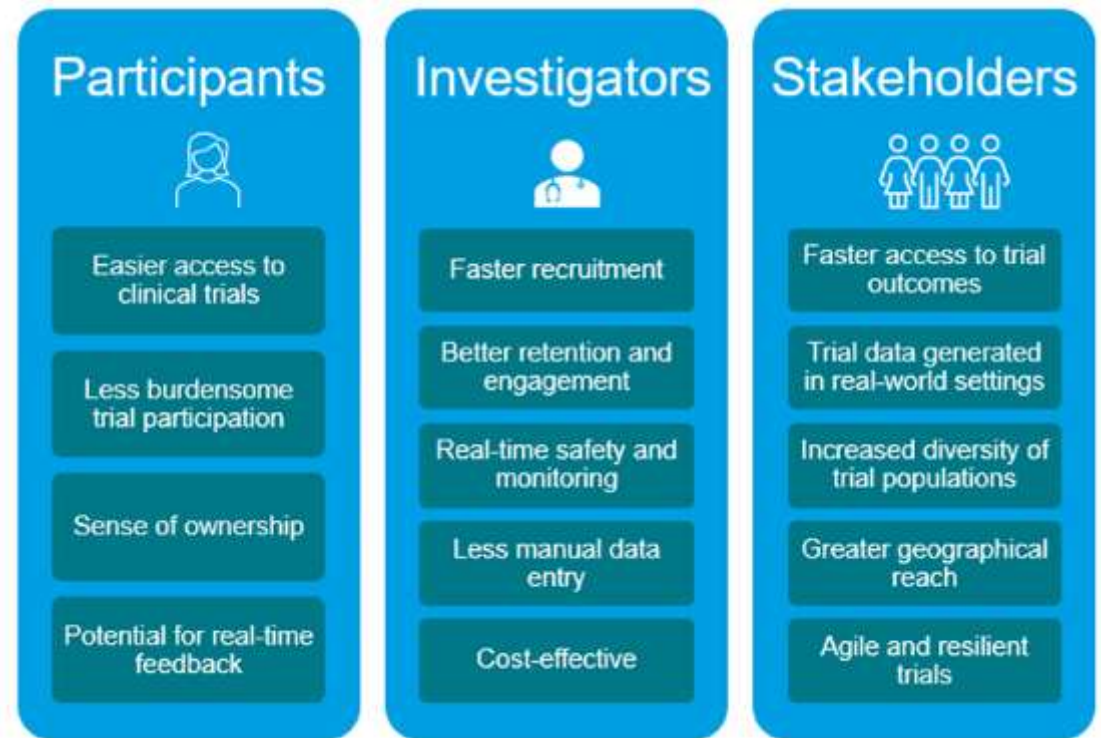 Participants
Easier access to
clinical trials
Less burdensome
trial participation
Sense of ownership
Potential for real-time
feedback
Investigators
Faster recruitment
Better retention and
engagement
Real-time safety and
monitoring
Less manual data
entry
Cost-effective
Stakeholders
Faster access to trial
outcomes
Trial data generated
in real-world settings
Increased diversity of
trial populations
Greater geographical
reach
Agile and resilient
trials